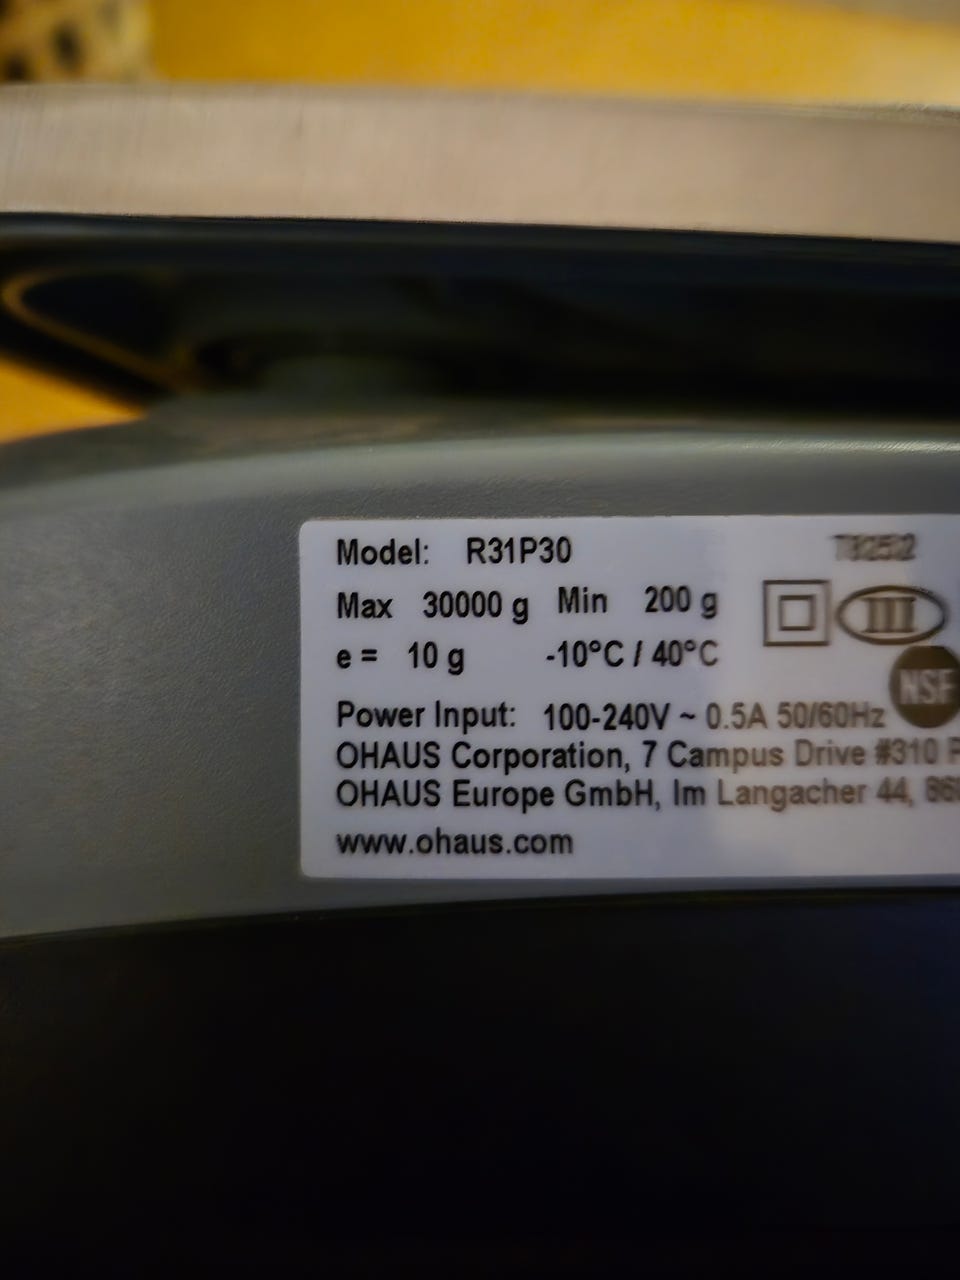 Model: R31P30
Max 30000 g Min 200 g
III
e = 10 g -10°C / 40°C
NSF
Power Input: 100-240V ~ 0.5A 50/60Hz
OHAUS Corporation, 7 Campus Drive #310
OHAUS Europe GmbH, Im Langacher 44,
www.ohaus.com